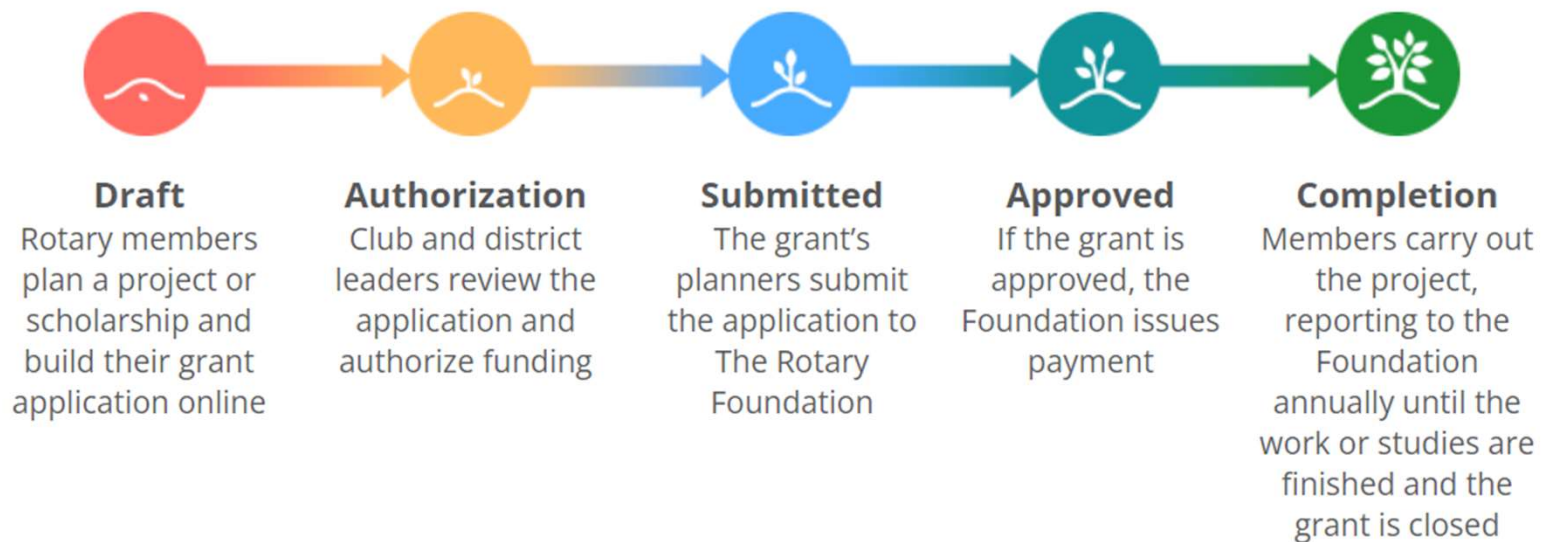 Draft
Rotary members
plan a project or
scholarship and
build their grant
application online
Authorization
Club and district
leaders review the
application and
authorize funding
Submitted
The grant’s
planners submit
the application to
The Rotary
Foundation
Approved
If the grant is
approved, the
Foundation issues
payment
Completion
Members carry out
the project,
reporting to the
Foundation
annually until the
work or studies are
finished and the
grant is closed